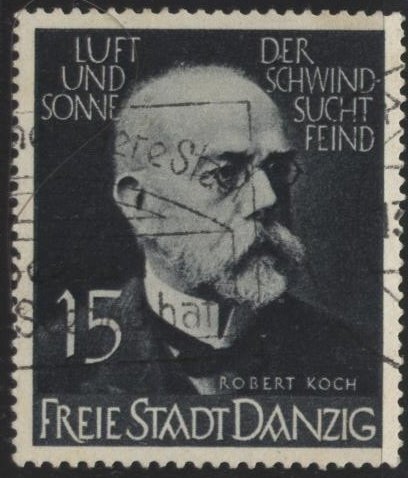 LUFT
UND
SONNE
DER
SCHWIND-
SUCHT
FEIND
15
ROBERT KOCH
FREIE STADT DANZIG